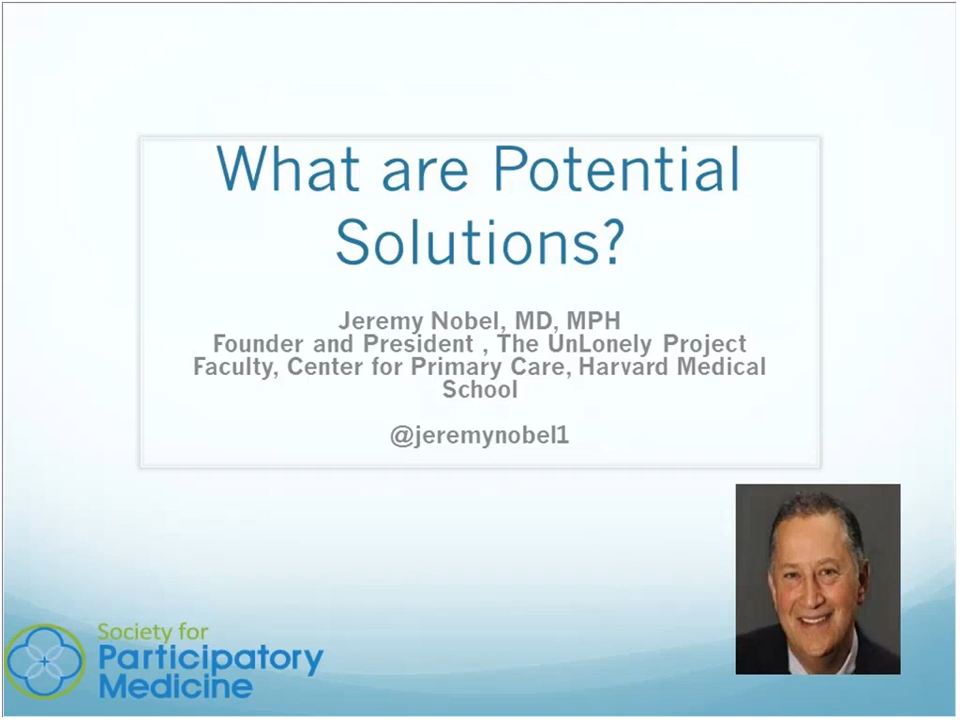 What are Potential
Solutions?
Jeremy Nobel, MD, MPH
Founder and President , The UnLonely Project
Faculty, Center for Primary Care, Harvard Medical
School
@jeremynobel1
Society for
Participatory
Medicine